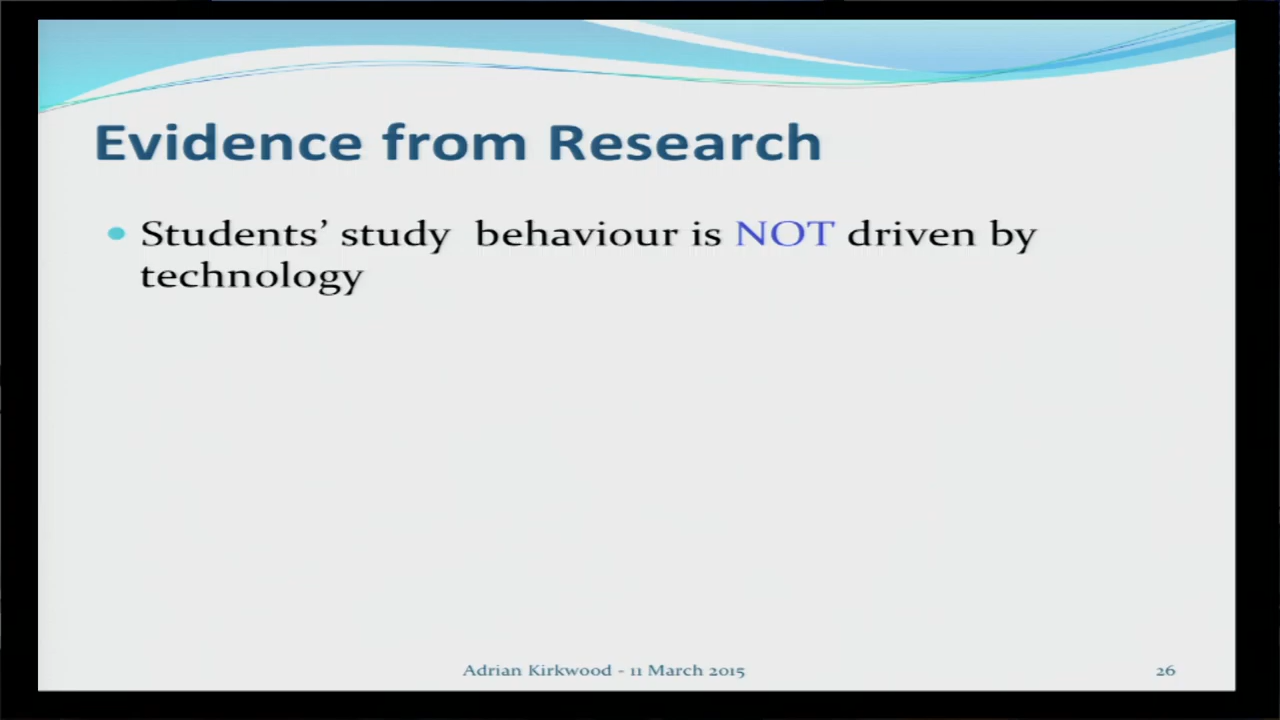 Evidence from Research
• Students’ study behaviour is NOT driven by
technology
Adrian Kirkwood - 11 March 2015
26